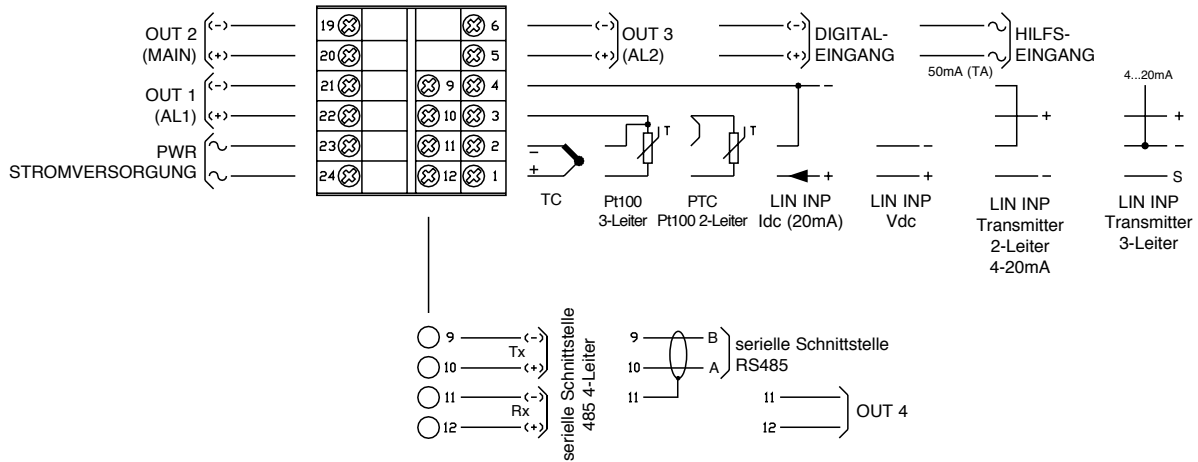 OUT 2
(MAIN)
(-)
(+)
OUT 1
(AL1)
(-)
(+)
PWR
STROMVERSORGUNG
19
20
21
22
23
24
9
10
11
12
6
5
4
3
2
1
(-)
(+)
OUT 3
(AL2)
(-)
(+)
DIGITAL-
EINGANG
HILFS-
EINGANG
50mA (TA)
4...20mA
-
+
TC
T
Pt100
3-Leiter
T
PTC
Pt100 2-Leiter
-
+
LIN INP
Idc (20mA)
-
+
LIN INP
Vdc
+
-
LIN INP
Transmitter
2-Leiter
4-20mA
+
-
S
LIN INP
Transmitter
3-Leiter
9 (-)
Tx
10 (+)
11 (-)
Rx
12 (+)
serielle Schnittstelle
485 4-Leiter
9 B
10 A
11
serielle Schnittstelle
RS485
11
12
OUT 4